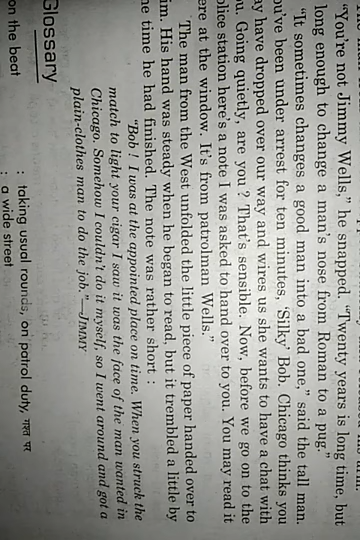 "You're not Jimmy Wells," he snapped. "Twenty years is long time, but
long enough to change a man's nose from Roman to a pug."
"It sometimes changes a good man into a bad one," said the tall man.
u've been under arrest for ten minutes, 'Silky' Bob. Chicago thinks you
ay have dropped over our way and wires us she wants to have a chat with
u. Going quietly, are you? That's sensible. Now, before we go on to the
olice station here's a note I was asked to hand over to you. You may read it
ere at the window. It's from patrolman Wells."
The man from the West unfolded the little piece of paper handed over to
im. His hand was steady when he began to read, but it trembled a little by
he time he had finished. The note was rather short :
"Bob ! I was at the appointed place on time. When you struck the
match to light your cigar I saw it was the face of the man wanted in
Chicago. Somehow I couldn't do it myself, so I went around and got a
plain-clothes man to do the job."—JIMMY
Glossary
on the beat : taking usual rounds, on patrol duty, गश्त पर
: a wide street